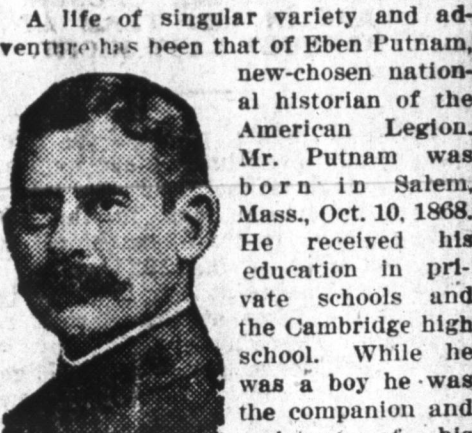 A life of singular variety and ad-
venture has been that of Eben Putnam,
new-chosen nation-
al historian of the
American Legion.
Mr. Putnam was
born in Salem,
Mass., Oct. 10, 1868.
He received his
education in pri-
vate schools and
the Cambridge high
school. While he
was a boy he was
the companion and